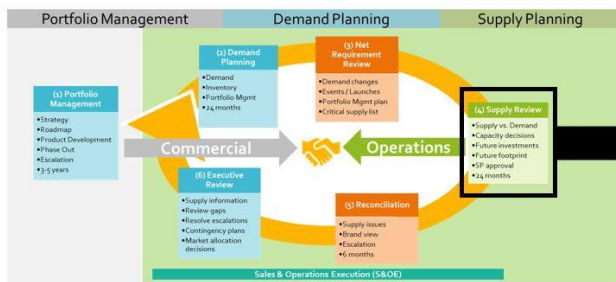 Portfolio Management
Demand Planning
Supply Planning
(1) Portfolio
Management
•Strategy
•Roadmap
•Product Development
•Phase Out
•Escalation
•3-5 years
(2) Demand
Planning
•Demand
•Inventory
•Portfolio Mgmt
•24 months
(3) Net
Requirement
Review
•Demand changes
•Events / Launches
•Portfolio Mgmt plan
•Critical supply list
(4) Supply Review
•Supply vs. Demand
•Capacity decisions
•Future investments
•Future footprint
•SP approval
•24 months
Commercial
Operations
(6) Executive
Review
•Supply information
•Review gaps
•Resolve escalations
•Contingency plans
•Market allocation
decisions
(5) Reconciliation
•Supply issues
•Brand view
•Escalation
•6 months
Sales & Operations Execution (S&OE)